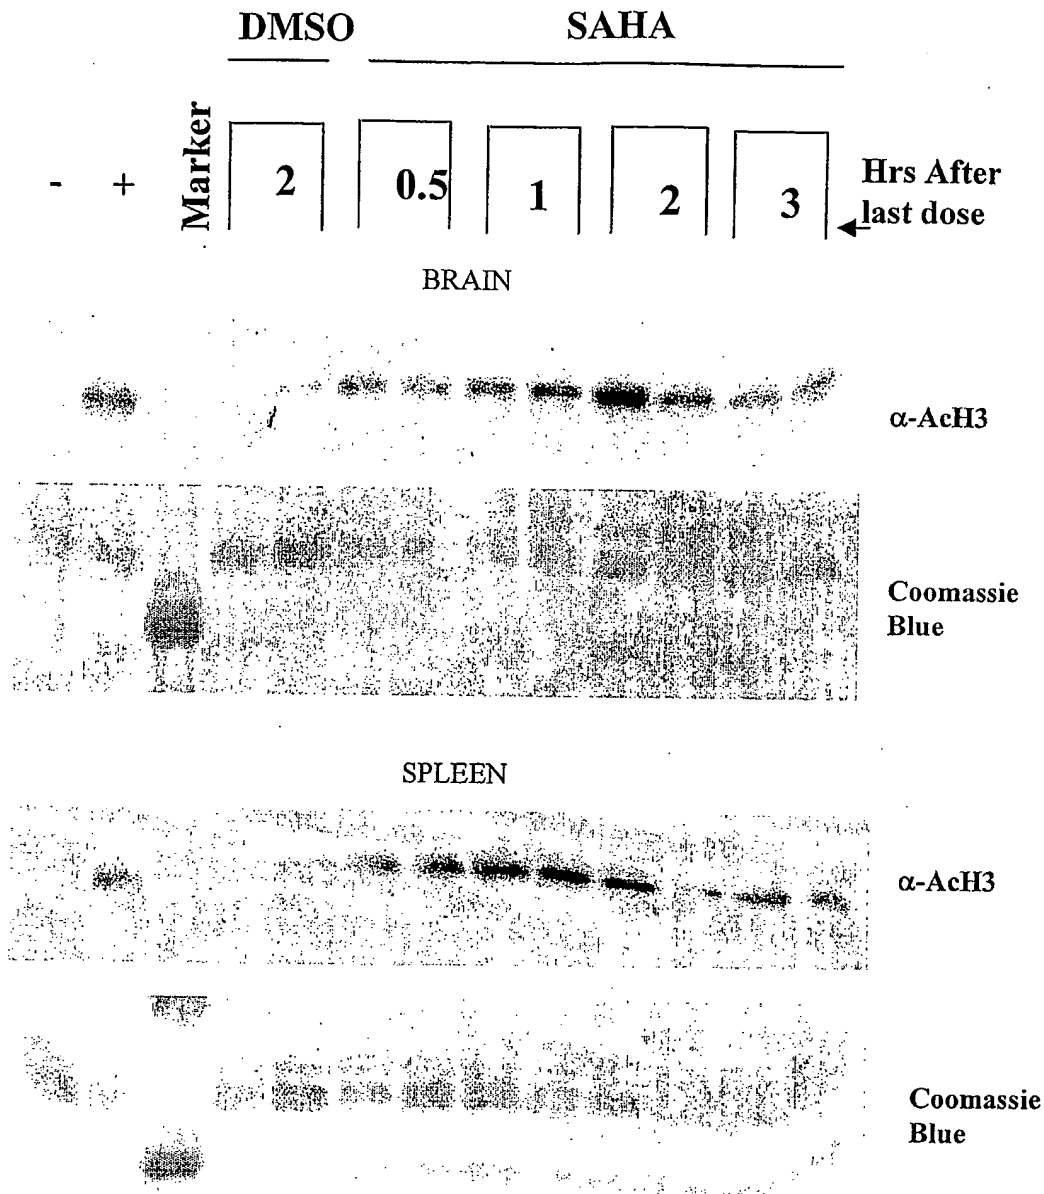 DMSO SAHA
- + Marker 2 0.5 1 2 3 Hrs After
last dose
BRAIN
α-AcH3
Coomassie
Blue
SPLEEN
α-AcH3
Coomassie
Blue